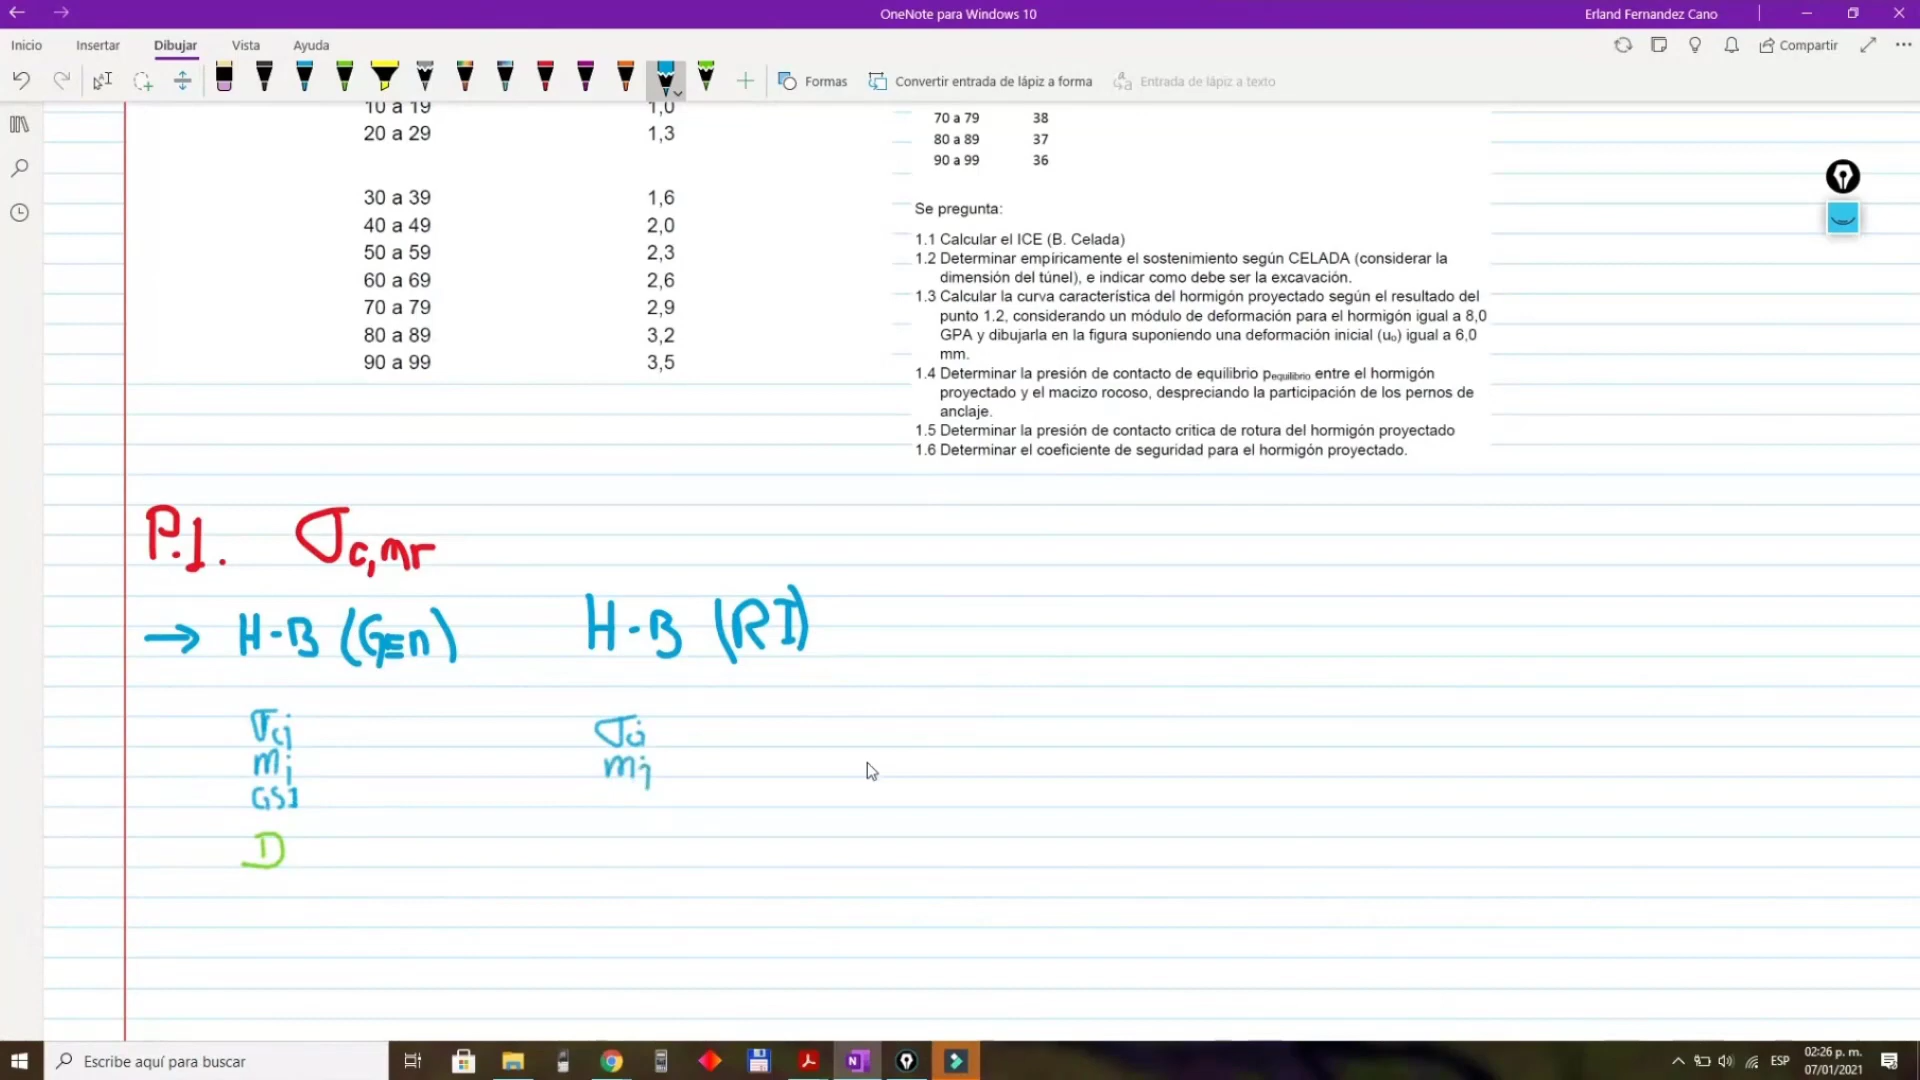 OneNote para Windows 10
Erland Fernandez Cano
Inicio
Insertar
Dibujar
Vista
Ayuda
Compartir
Formas
Convertir entrada de lápiz a forma
Entrada de lápiz a texto
10 a 19 1,0
20 a 29 1,3
30 a 39 1,6
40 a 49 2,0
50 a 59 2,3
60 a 69 2,6
70 a 79 2,9
80 a 89 3,2
90 a 99 3,5
70 a 79 38
80 a 89 37
90 a 99 36
Se pregunta:
1.1 Calcular el ICE (B. Celada)
1.2 Determinar empíricamente el sostenimiento según CELADA (considerar la
dimensión del túnel), e indicar como debe ser la excavación.
1.3 Calcular la curva característica del hormigón proyectado según el resultado del
punto 1.2, considerando un módulo de deformación para el hormigón igual a 8,0
GPA y dibujarla en la figura suponiendo una deformación inicial (uₒ) igual a 6,0
mm.
1.4 Determinar la presión de contacto de equilibrio pequilibrio entre el hormigón
proyectado y el macizo rocoso, despreciando la participación de los pernos de
anclaje.
1.5 Determinar la presión de contacto critica de rotura del hormigón proyectado
1.6 Determinar el coeficiente de seguridad para el hormigón proyectado.
P.1. σc,mr
→ H-B (GEn) H-B (RI)
σci σci
mi mi
GSI
D
Escribe aquí para buscar
ESP
02:26 p. m.
07/01/2021